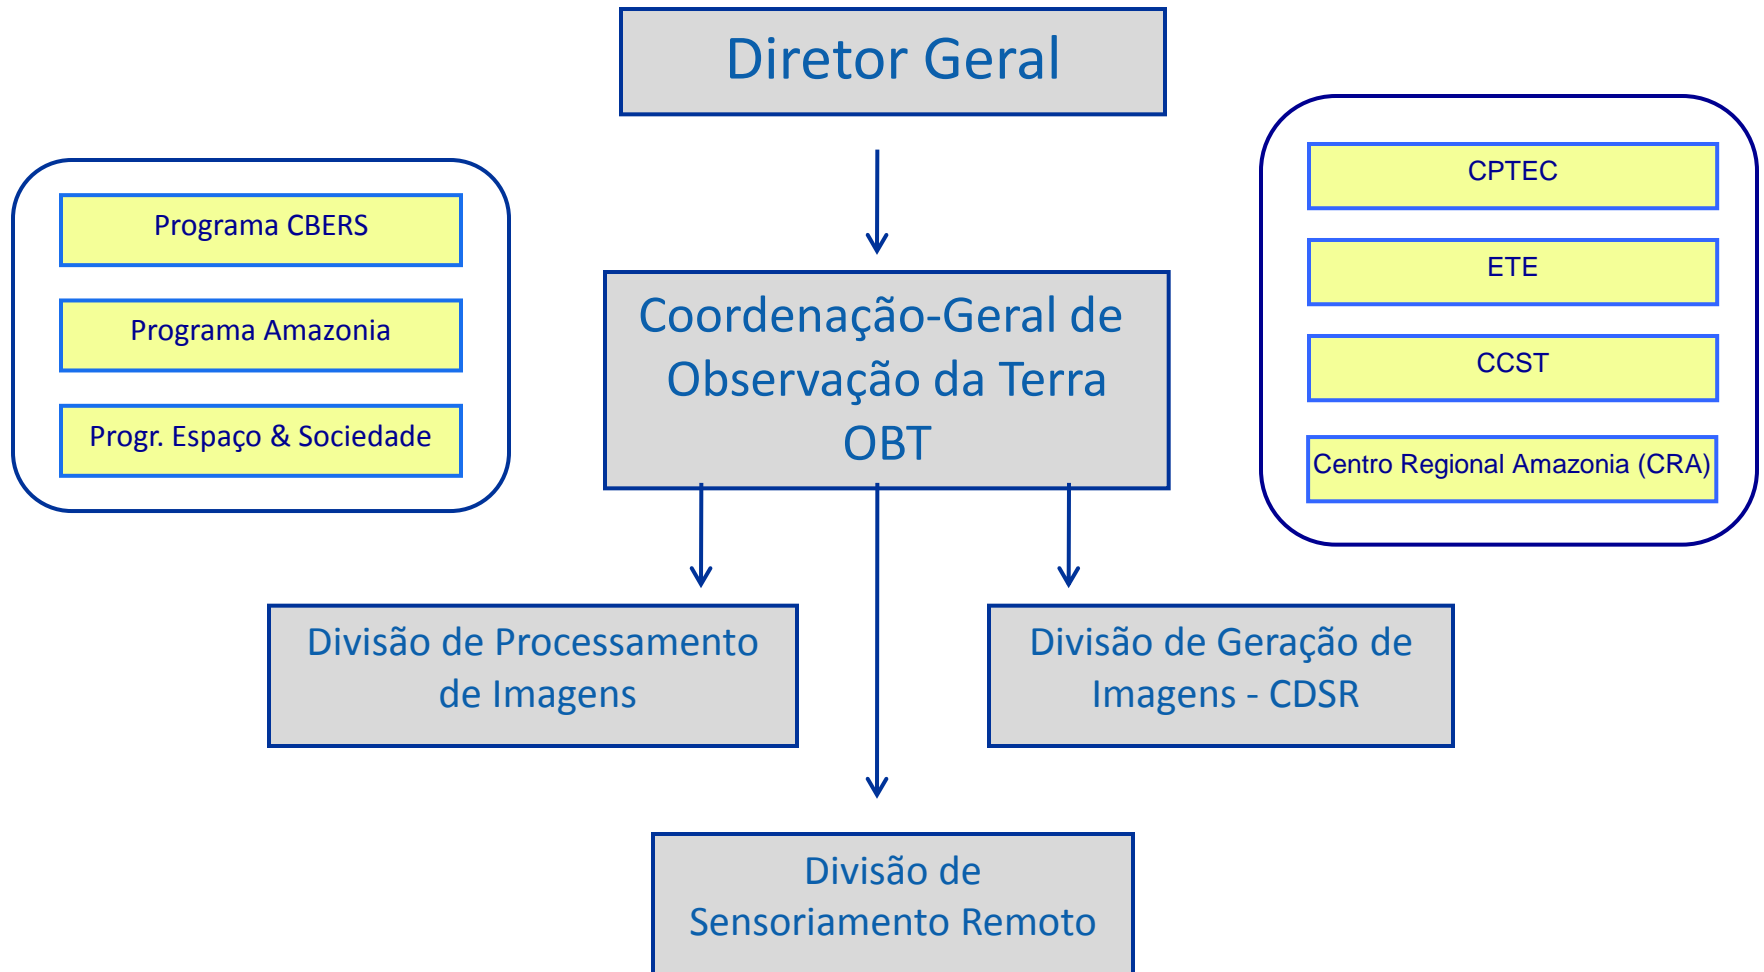 Diretor Geral
Programa CBERS
Programa Amazonia
Progr. Espaço & Sociedade
Coordenação-Geral de
Observação da Terra
OBT
CPTEC
ETE
CCST
Centro Regional Amazonia (CRA)
Divisão de Processamento
de Imagens
Divisão de Geração de
Imagens - CDSR
Divisão de
Sensoriamento Remoto